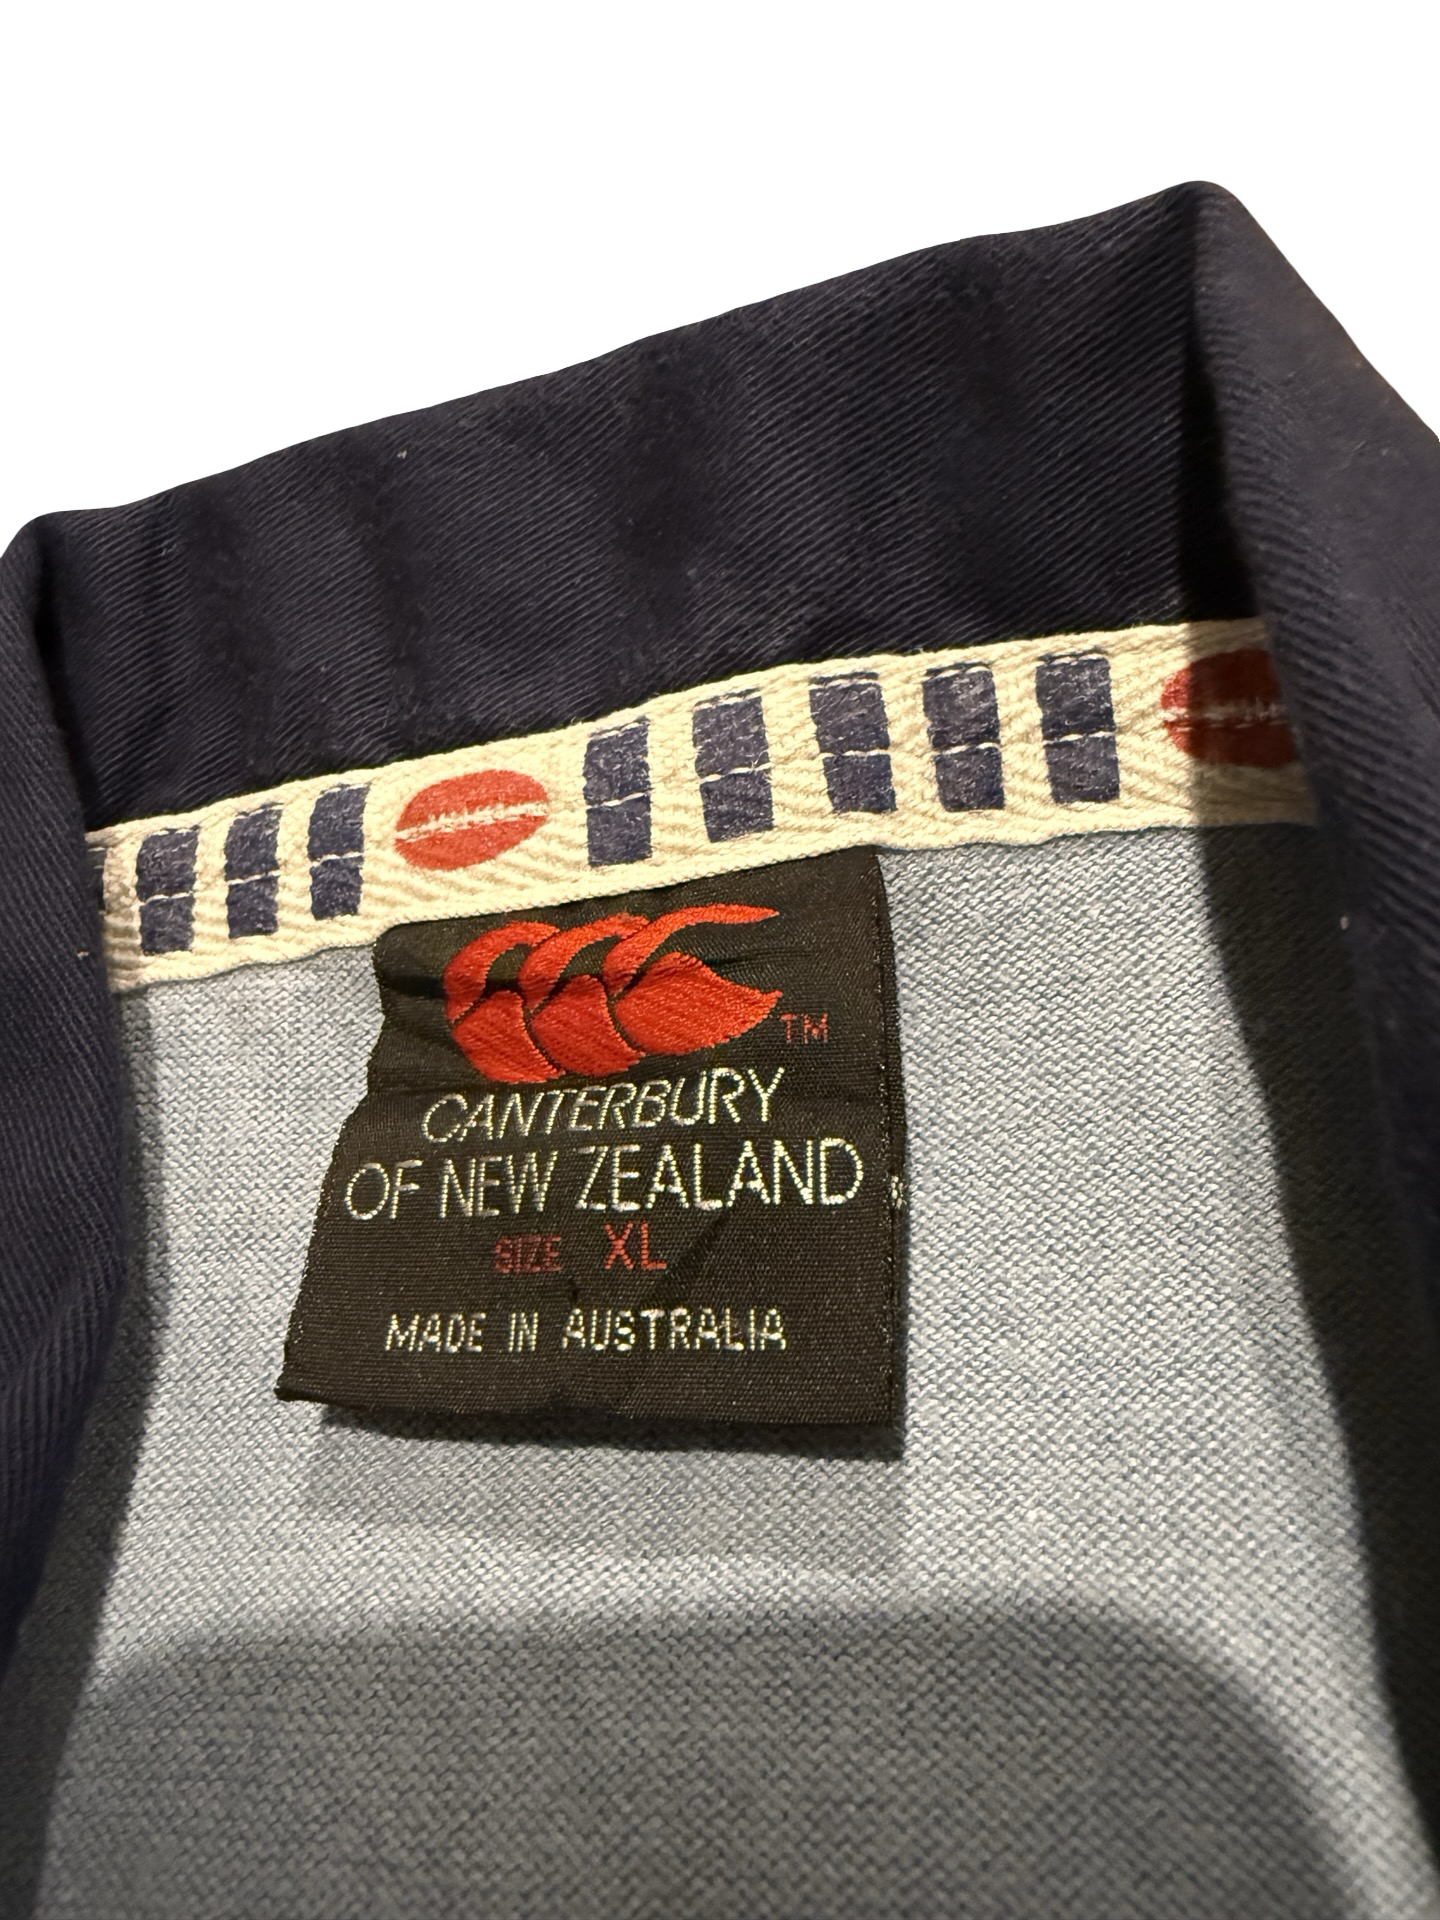 TM
CANTERBURY
OF NEW ZEALAND
SIZE XL
MADE IN AUSTRALIA